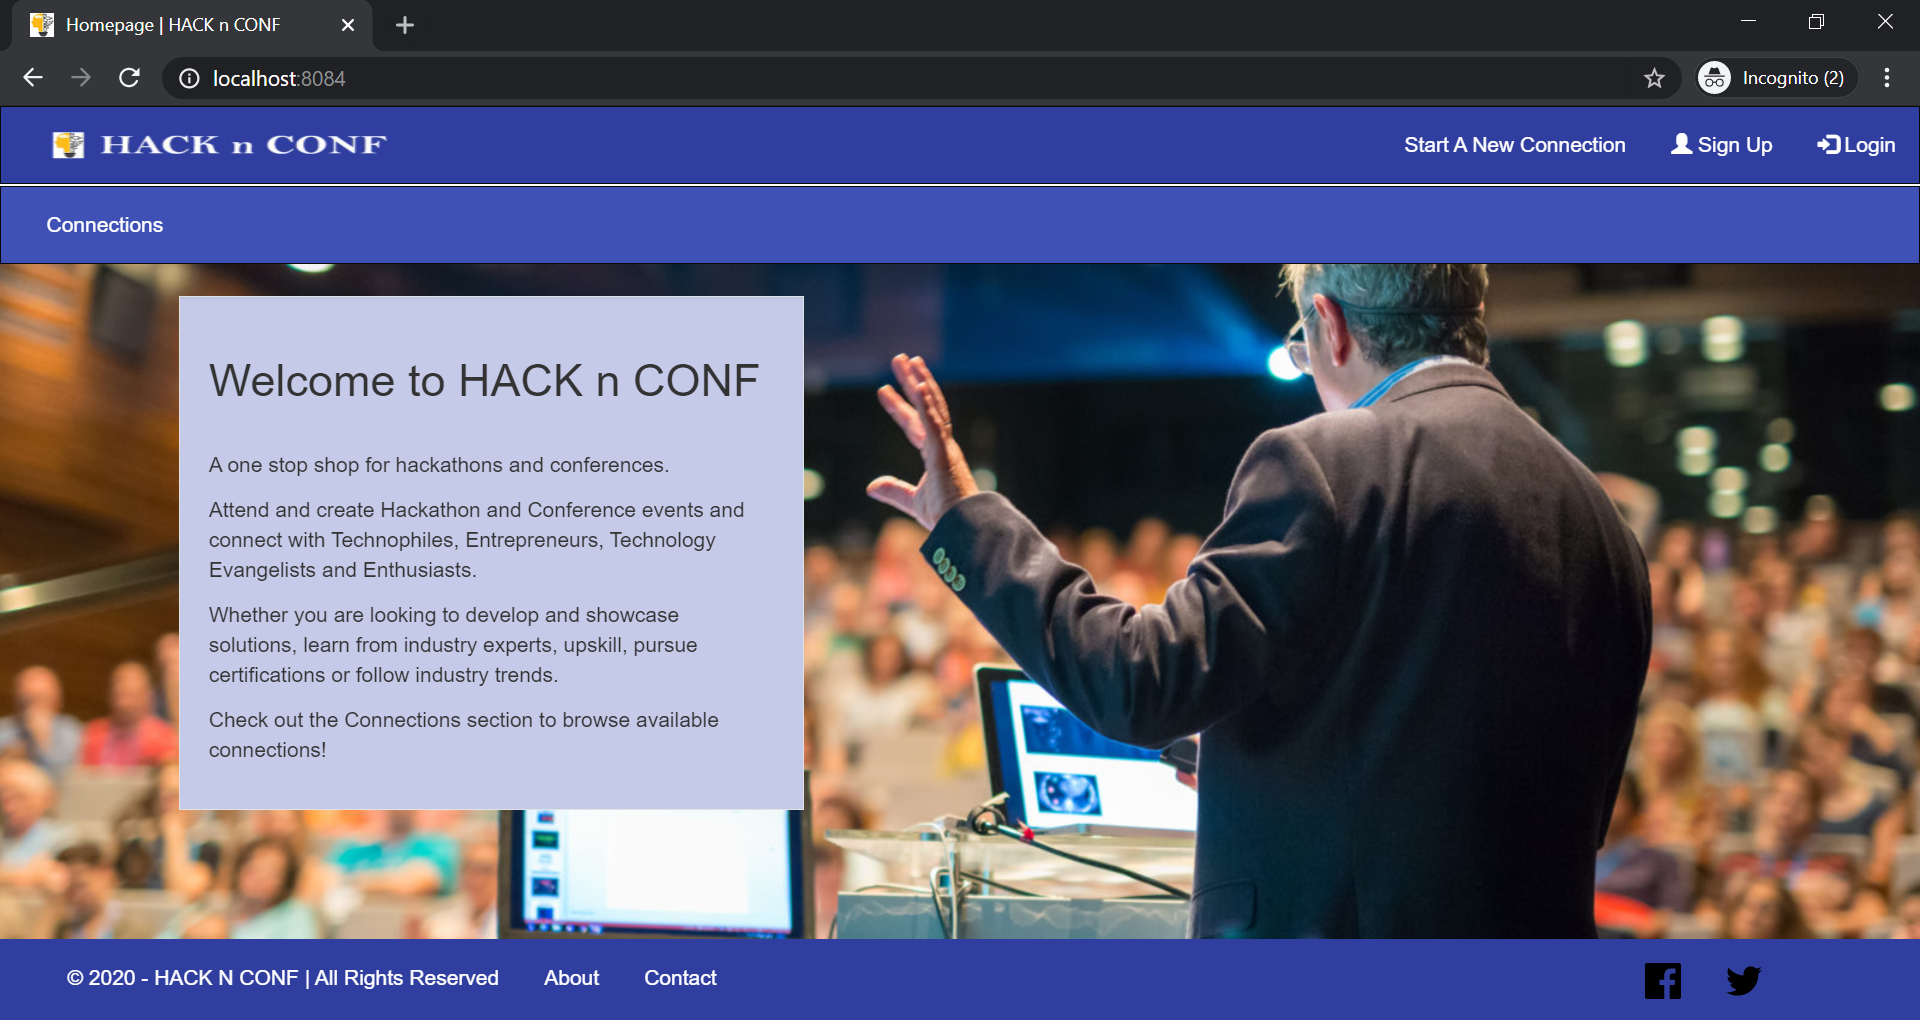 Homepage | HACK n CONF
localhost:8084
Incognito (2)
HACK n CONF
Start A New Connection
Sign Up
Login
Connections
Welcome to HACK n CONF
A one stop shop for hackathons and conferences.
Attend and create Hackathon and Conference events and
connect with Technophiles, Entrepreneurs, Technology
Evangelists and Enthusiasts.
Whether you are looking to develop and showcase
solutions, learn from industry experts, upskill, pursue
certifications or follow industry trends.
Check out the Connections section to browse available
connections!
© 2020 - HACK N CONF | All Rights Reserved
About
Contact